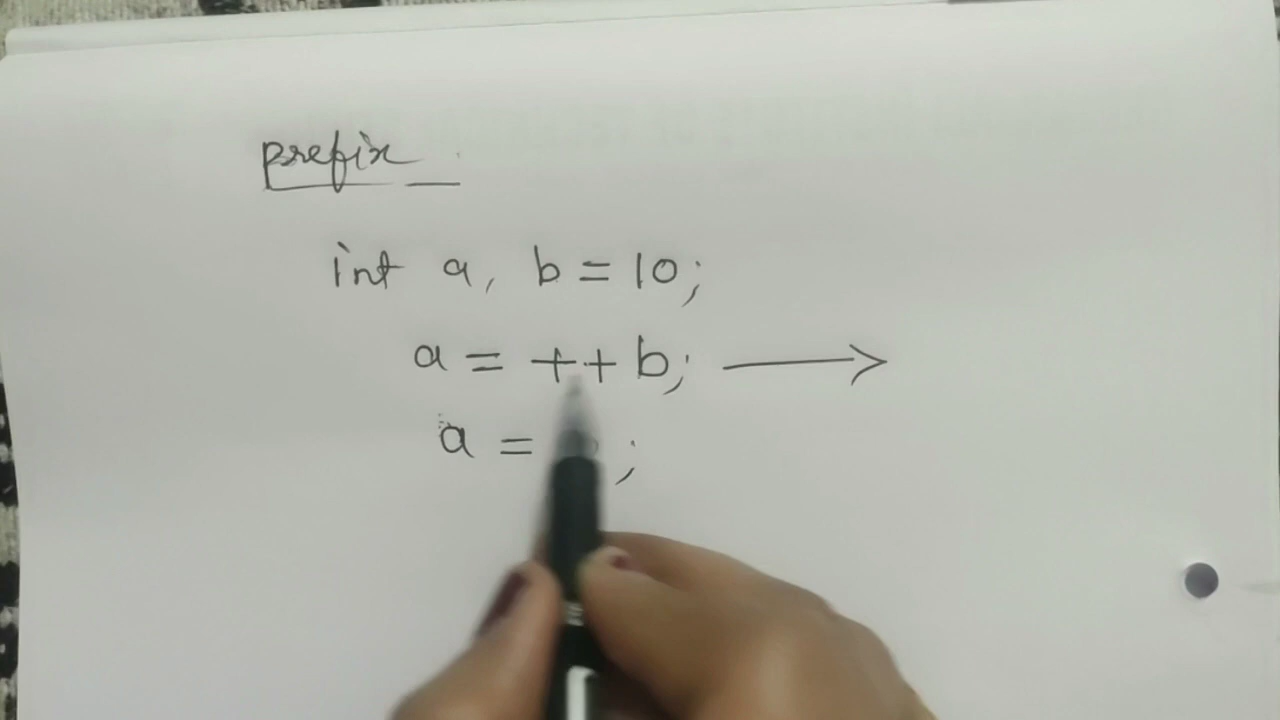 prefix
int a, b = 10;
a = ++ b; ⟶
a = ;